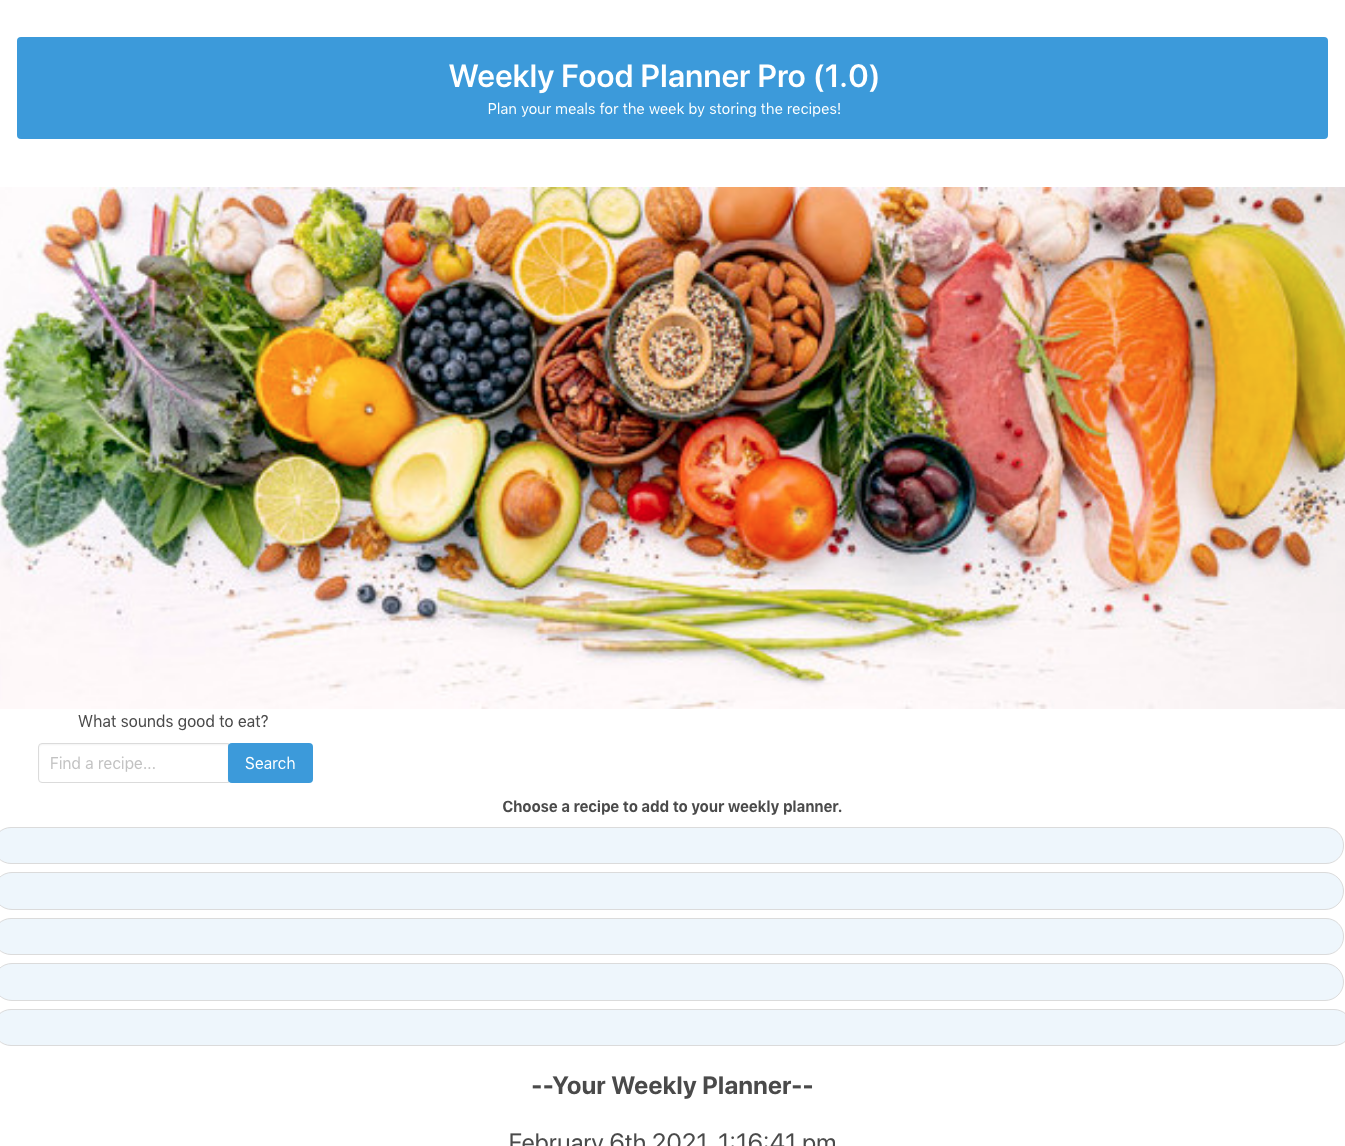 Weekly Food Planner Pro (1.0)
Plan your meals for the week by storing the recipes!
What sounds good to eat?
Find a recipe...
Search
Choose a recipe to add to your weekly planner.
--Your Weekly Planner--
February 6th 2021, 1:16:41 pm